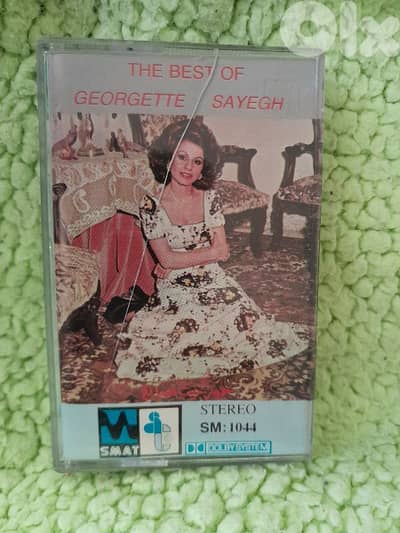 olx
THE BEST OF
GEORGETTE SAYEGH
STEREO
SM:1044
SMAT
DOLBY SYSTEM